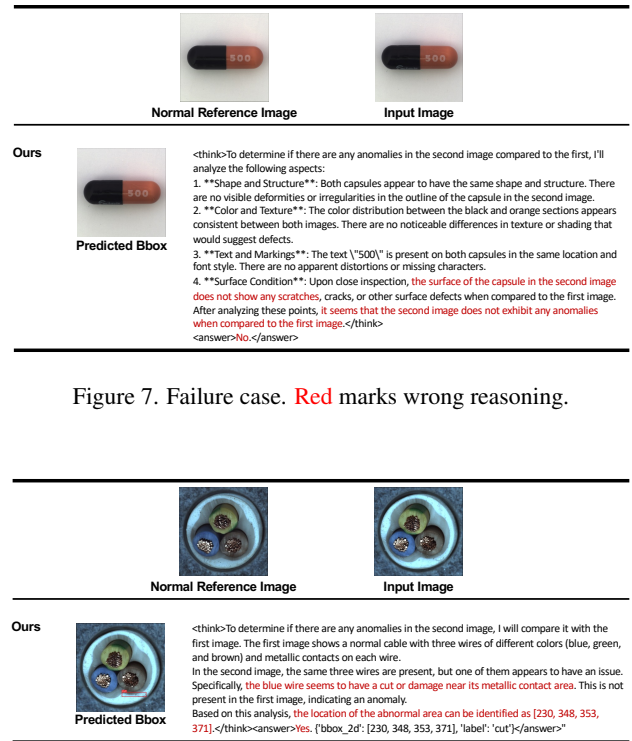 500
500
Normal Reference Image
Input Image
Ours
500
Predicted Bbox
<think>To determine if there are any anomalies in the second image compared to the first, I'll
analyze the following aspects:
1. **Shape and Structure**: Both capsules appear to have the same shape and structure. There
are no visible deformities or irregularities in the outline of the capsule in the second image.
2. **Color and Texture**: The color distribution between the black and orange sections appears
consistent between both images. There are no noticeable differences in texture or shading that
would suggest defects.
3. **Text and Markings**: The text \"500\" is present on both capsules in the same location and
font style. There are no apparent distortions or missing characters.
4. **Surface Condition**: Upon close inspection, the surface of the capsule in the second image
does not show any scratches, cracks, or other surface defects when compared to the first image.
After analyzing these points, it seems that the second image does not exhibit any anomalies
when compared to the first image.</think>
<answer>No.</answer>
Figure 7. Failure case. Red marks wrong reasoning.
Normal Reference Image
Input Image
Ours
Predicted Bbox
<think>To determine if there are any anomalies in the second image, I will compare it with the
first image. The first image shows a normal cable with three wires of different colors (blue, green,
and brown) and metallic contacts on each wire.
In the second image, the same three wires are present, but one of them appears to have an issue.
Specifically, the blue wire seems to have a cut or damage near its metallic contact area. This is not
present in the first image, indicating an anomaly.
Based on this analysis, the location of the abnormal area can be identified as [230, 348, 353,
371].</think><answer>Yes. {'bbox_2d': [230, 348, 353, 371], 'label': 'cut'}</answer>"